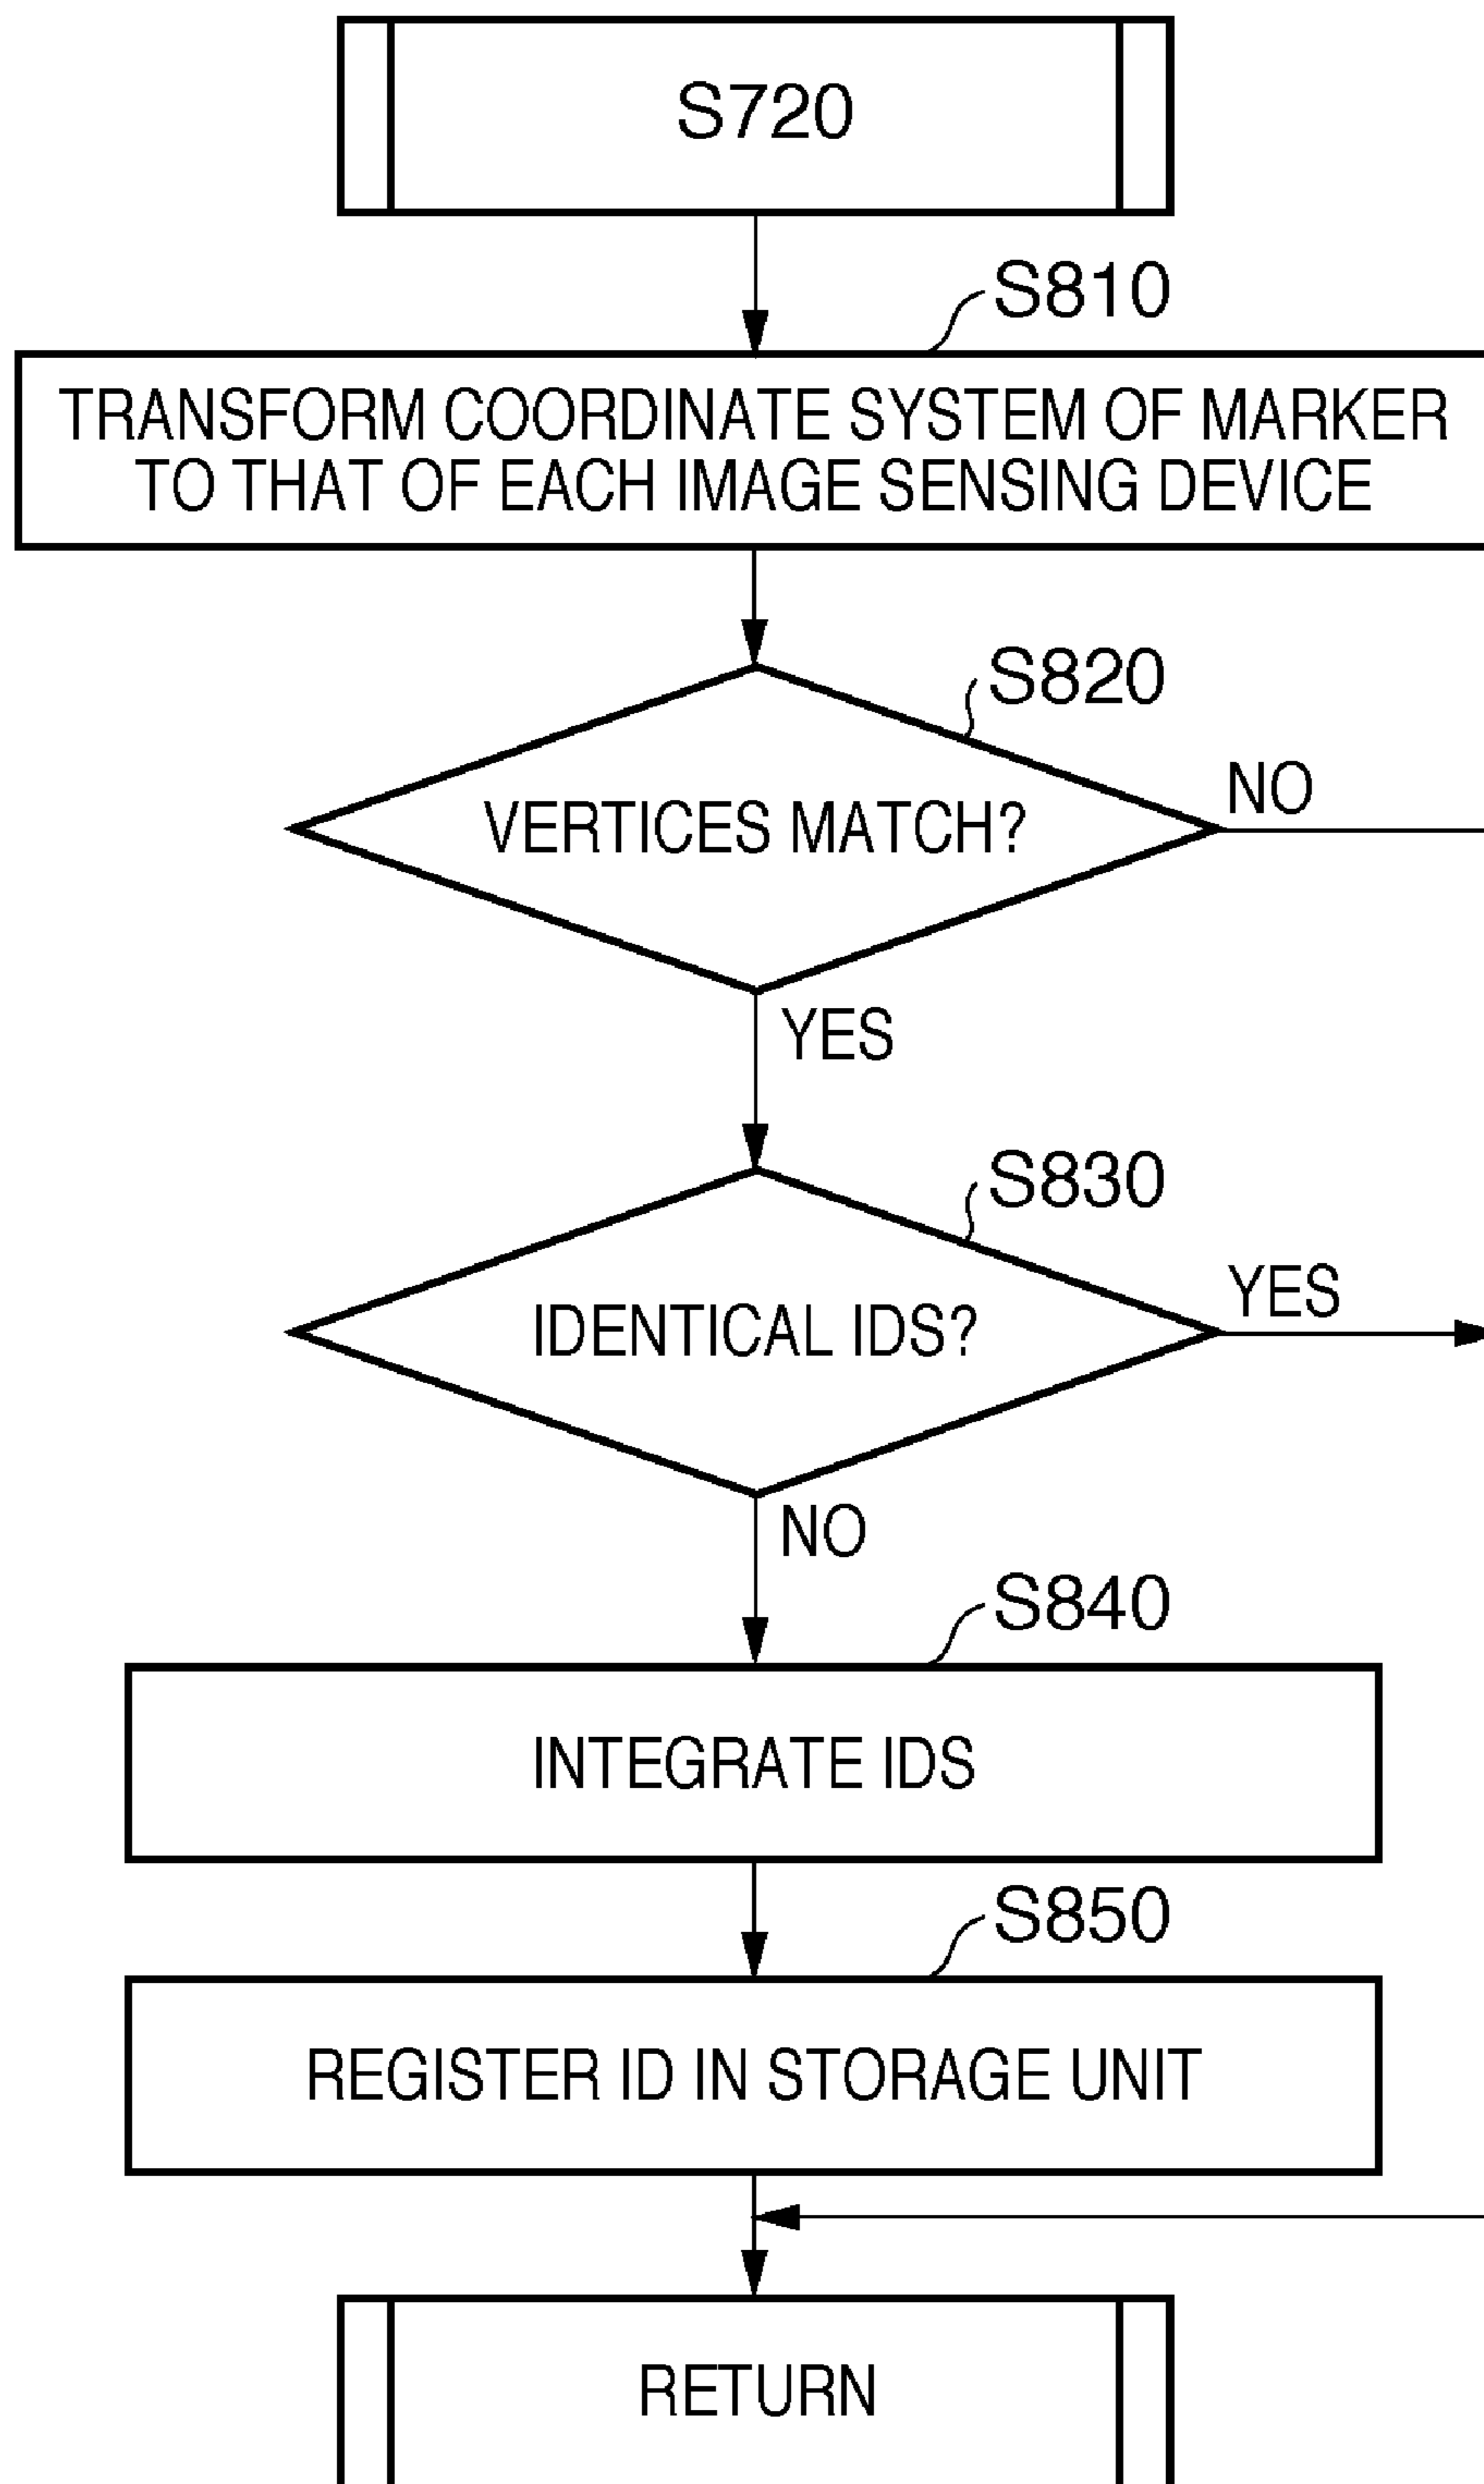 S720
S810
TRANSFORM COORDINATE SYSTEM OF MARKER
TO THAT OF EACH IMAGE SENSING DEVICE
S820
VERTICES MATCH?
NO
YES
S830
IDENTICAL IDS?
YES
NO
S840
INTEGRATE IDS
S850
REGISTER ID IN STORAGE UNIT
RETURN